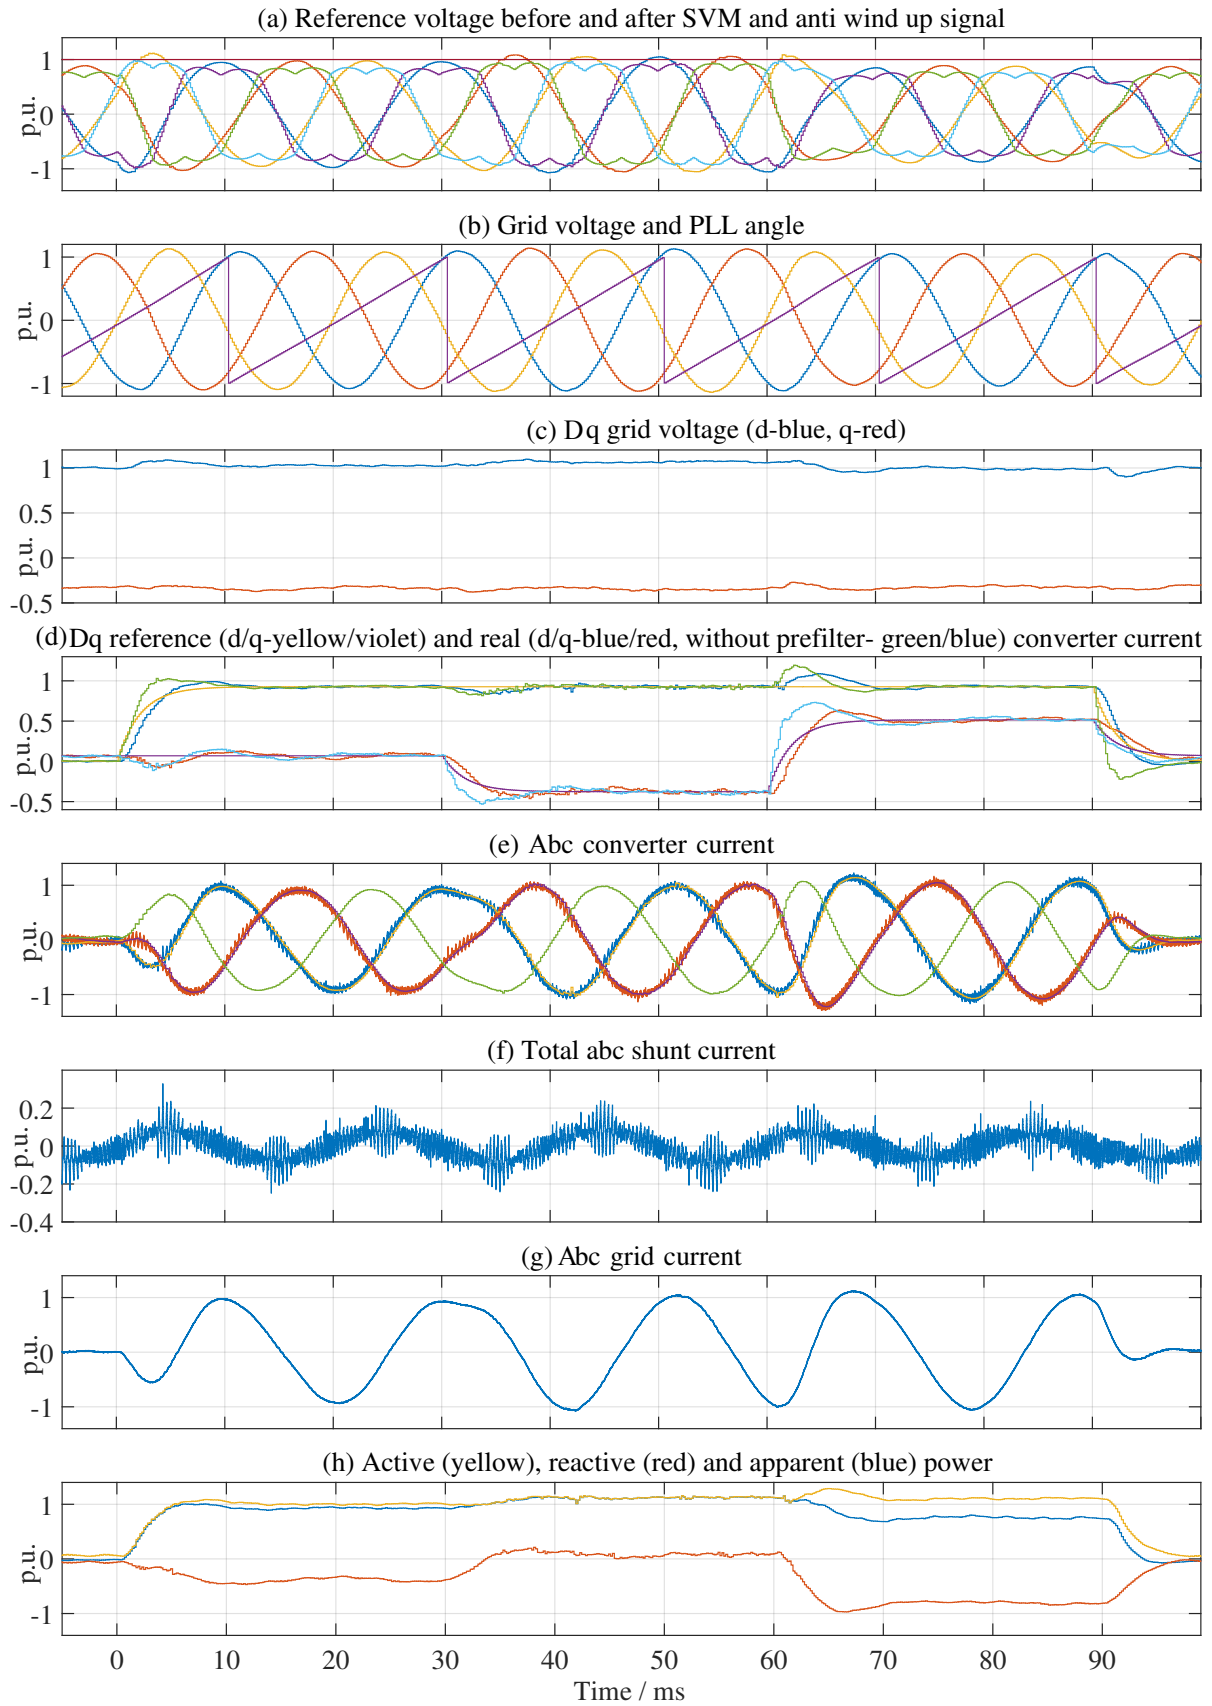 (a) Reference voltage before and after SVM and anti wind up signal
1
0
-1
p.u.
(b) Grid voltage and PLL angle
1
0
-1
p.u.
(c) Dq grid voltage (d-blue, q-red)
1
0.5
0
-0.5
p.u.
(d) Dq reference (d/q-yellow/violet) and real (d/q-blue/red, without prefilter- green/blue) converter current
1
0.5
0
-0.5
p.u.
(e) Abc converter current
1
0
-1
p.u.
(f) Total abc shunt current
0.2
0
-0.2
-0.4
p.u.
(g) Abc grid current
1
0
-1
p.u.
(h) Active (yellow), reactive (red) and apparent (blue) power
1
0
-1
p.u.
0 10 20 30 40 50 60 70 80 90
Time / ms